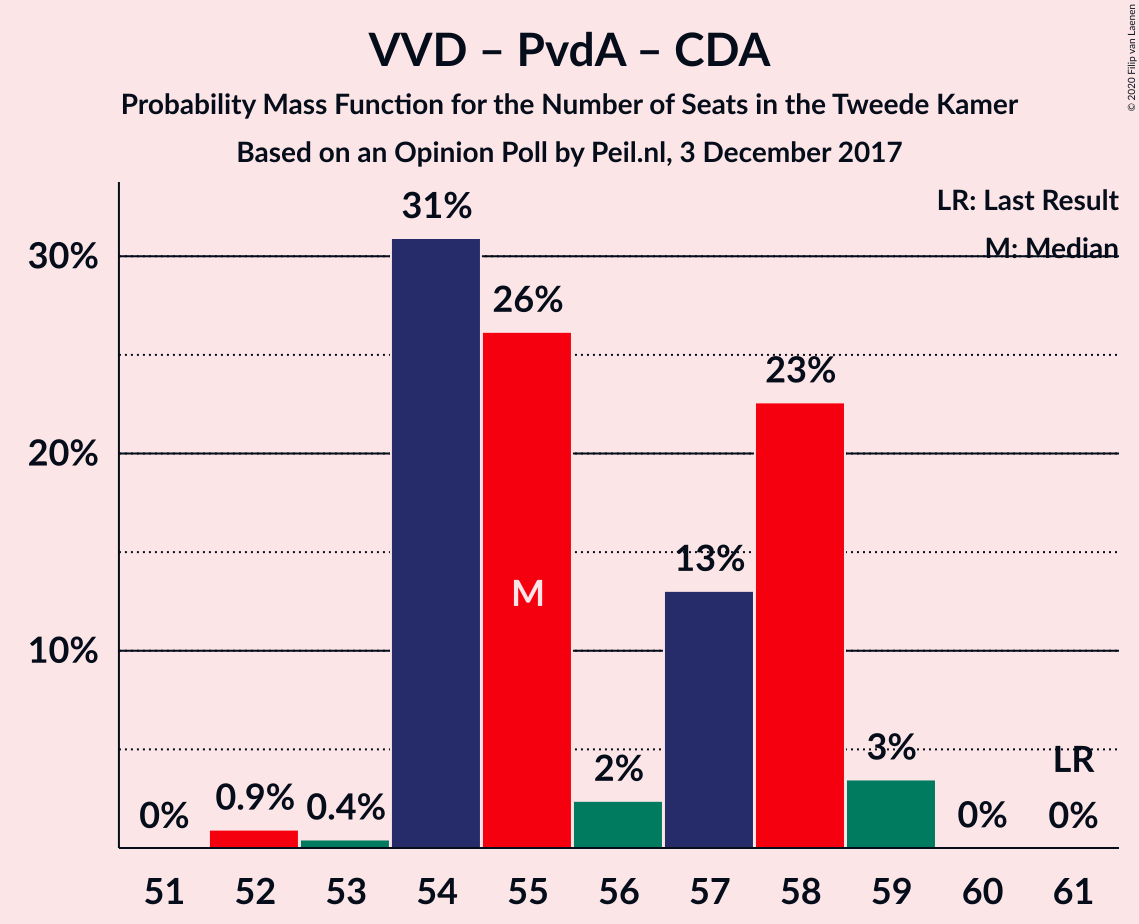 VVD – PvdA – CDA
Probability Mass Function for the Number of Seats in the Tweede Kamer
Based on an Opinion Poll by Peil.nl, 3 December 2017
© 2020 Filip van Laenen
LR: Last Result
M: Median
30%
20%
10%
0%
0.9%
0.4%
31%
26%
M
2%
13%
23%
3%
0%
LR
0%
51 52 53 54 55 56 57 58 59 60 61